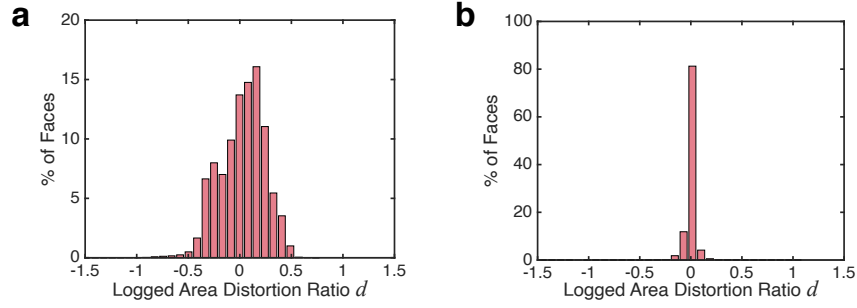 a
20
15
10
5
0
% of Faces
-1.5 -1 -0.5 0 0.5 1 1.5
Logged Area Distortion Ratio d
b
100
80
60
40
20
0
% of Faces
-1.5 -1 -0.5 0 0.5 1 1.5
Logged Area Distortion Ratio d